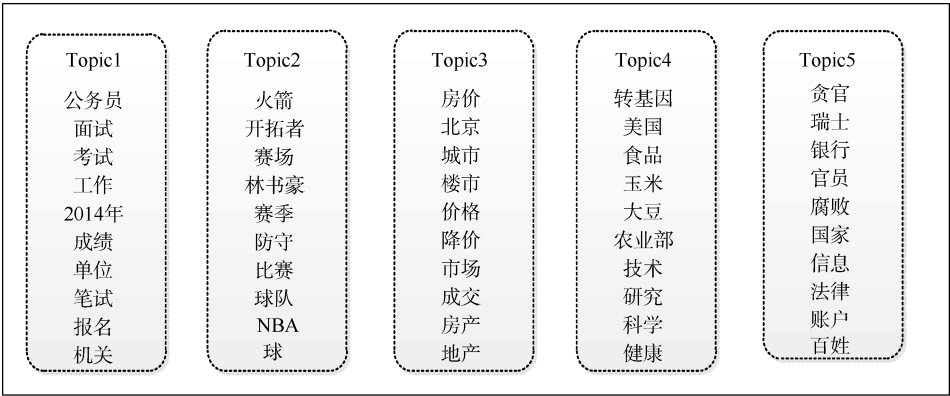 Topic1
公务员
面试
考试
工作
2014年
成绩
单位
笔试
报名
机关
Topic2
火箭
开拓者
赛场
林书豪
赛季
防守
比赛
球队
NBA
球
Topic3
房价
北京
城市
楼市
价格
降价
市场
成交
房产
地产
Topic4
转基因
美国
食品
玉米
大豆
农业部
技术
研究
科学
健康
Topic5
贪官
瑞士
银行
官员
腐败
国家
信息
法律
账户
百姓